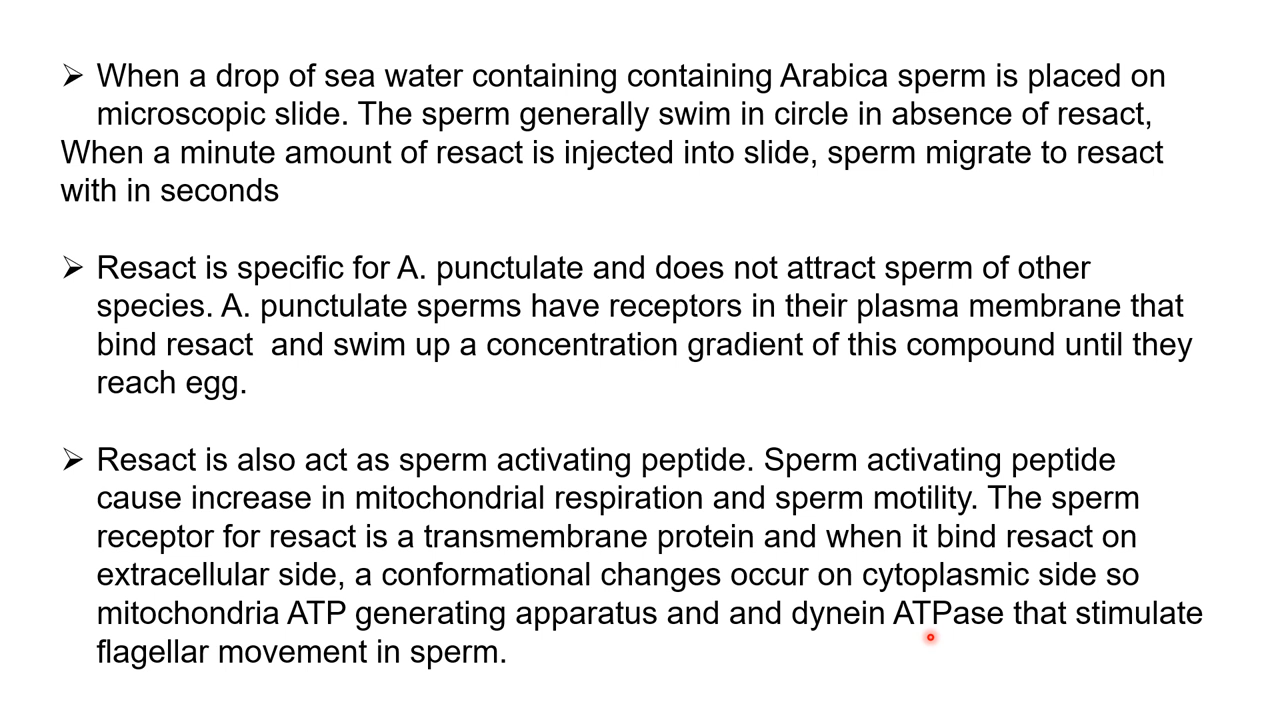 ➢ When a drop of sea water containing containing Arabica sperm is placed on
microscopic slide. The sperm generally swim in circle in absence of resact,
When a minute amount of resact is injected into slide, sperm migrate to resact
with in seconds
➢ Resact is specific for A. punctulate and does not attract sperm of other
species. A. punctulate sperms have receptors in their plasma membrane that
bind resact  and swim up a concentration gradient of this compound until they
reach egg.
➢ Resact is also act as sperm activating peptide. Sperm activating peptide
cause increase in mitochondrial respiration and sperm motility. The sperm
receptor for resact is a transmembrane protein and when it bind resact on
extracellular side, a conformational changes occur on cytoplasmic side so
mitochondria ATP generating apparatus and and dynein ATPase that stimulate
flagellar movement in sperm.